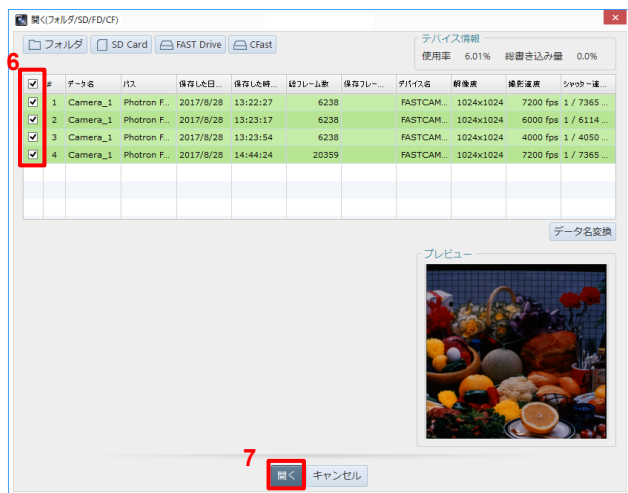 開く(フォルダ/SD/FD/CF)
フォルダ SD Card FAST Drive CFast
デバイス情報
使用率 6.01% 総書き込み量 0.0%
6
# データ名 パス 保存した日... 保存した時... 総フレーム数 保存フレー... デバイス名 解像度 撮影速度 シャッター速...
1 Camera_1 Photron F... 2017/8/28 13:22:27 6238 FASTCAM... 1024x1024 7200 fps 1 / 7365 ...
2 Camera_1 Photron F... 2017/8/28 13:23:17 6238 FASTCAM... 1024x1024 6000 fps 1 / 6114 ...
3 Camera_1 Photron F... 2017/8/28 13:23:54 6238 FASTCAM... 1024x1024 4000 fps 1 / 4050 ...
4 Camera_1 Photron F... 2017/8/28 14:44:24 20359 FASTCAM... 1024x1024 7200 fps 1 / 7365 ...
データ名変換
プレビュー
7
開く キャンセル